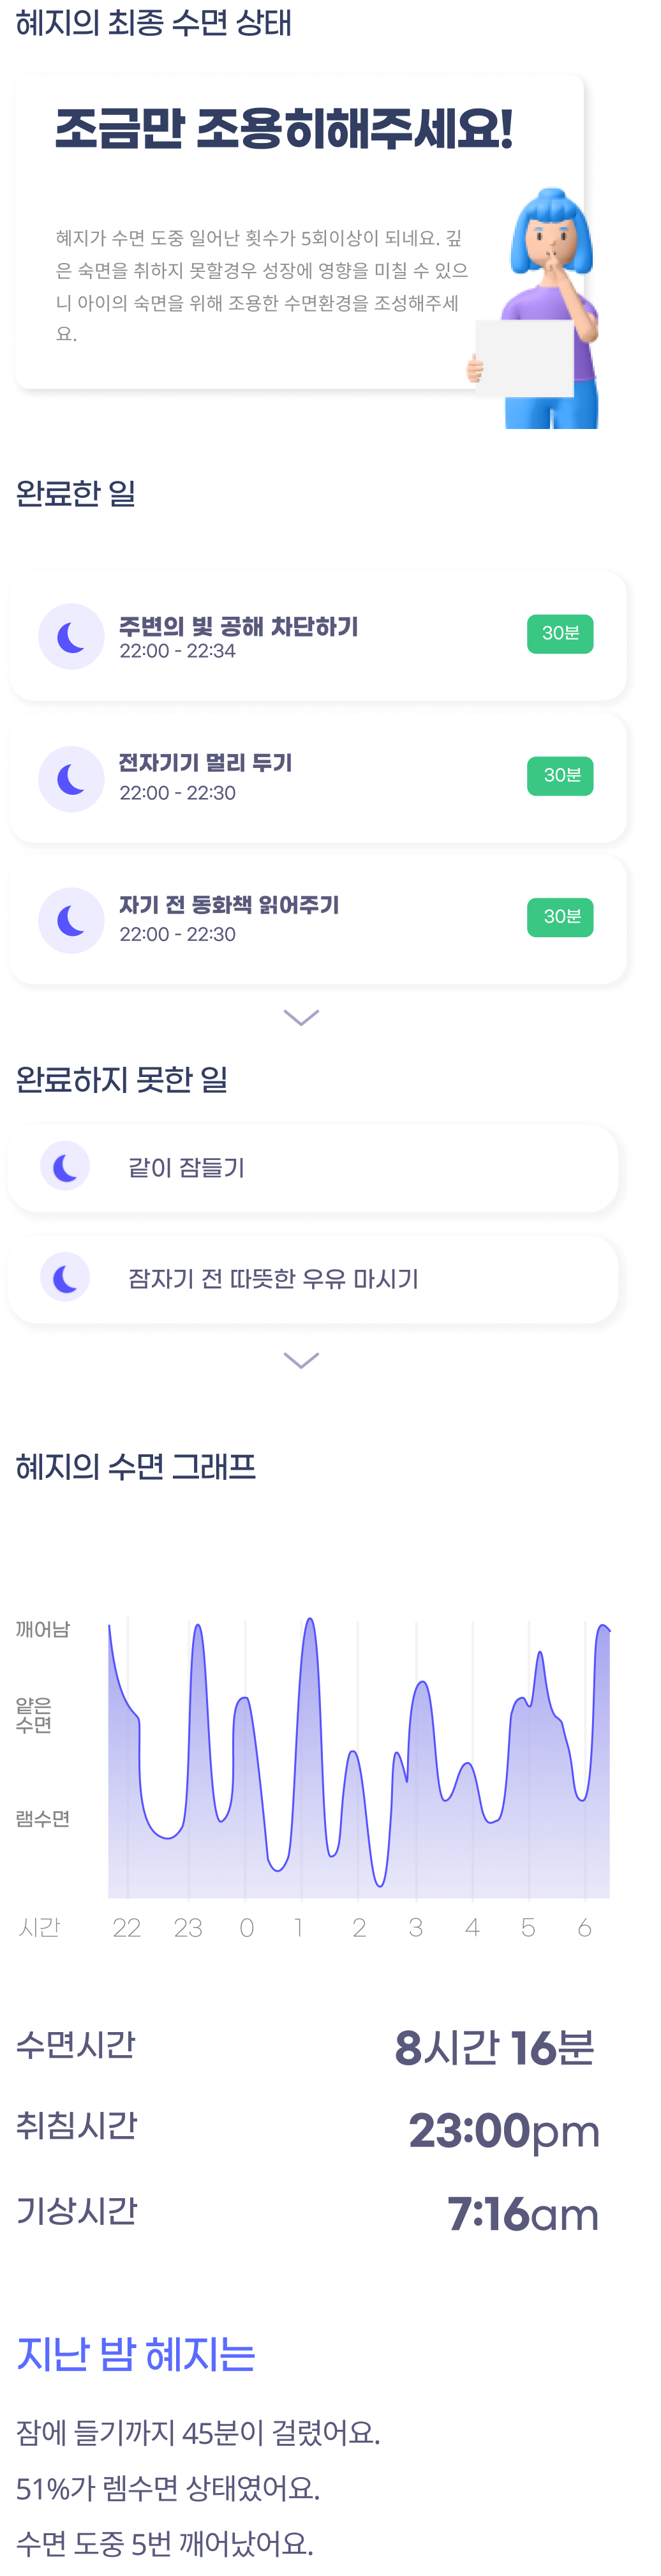 혜지의 최종 수면 상태
조금만 조용히해주세요!
혜지가 수면 도중 일어난 횟수가 5회이상이 되네요. 깊
은 숙면을 취하지 못할경우 성장에 영향을 미칠 수 있으
니 아이의 숙면을 위해 조용한 수면환경을 조성해주세
요.
완료한 일
주변의 빛 공해 차단하기
22:00 - 22:34
30분
전자기기 멀리 두기
22:00 - 22:30
30분
자기 전 동화책 읽어주기
22:00 - 22:30
30분
완료하지 못한 일
같이 잠들기
잠자기 전 따뜻한 우유 마시기
혜지의 수면 그래프
깨어남
얕은
수면
램수면
시간 22 23 0 1 2 3 4 5 6
수면시간 8시간 16분
취침시간 23:00pm
기상시간 7:16am
지난 밤 혜지는
잠에 들기까지 45분이 걸렸어요.
51%가 렘수면 상태였어요.
수면 도중 5번 깨어났어요.